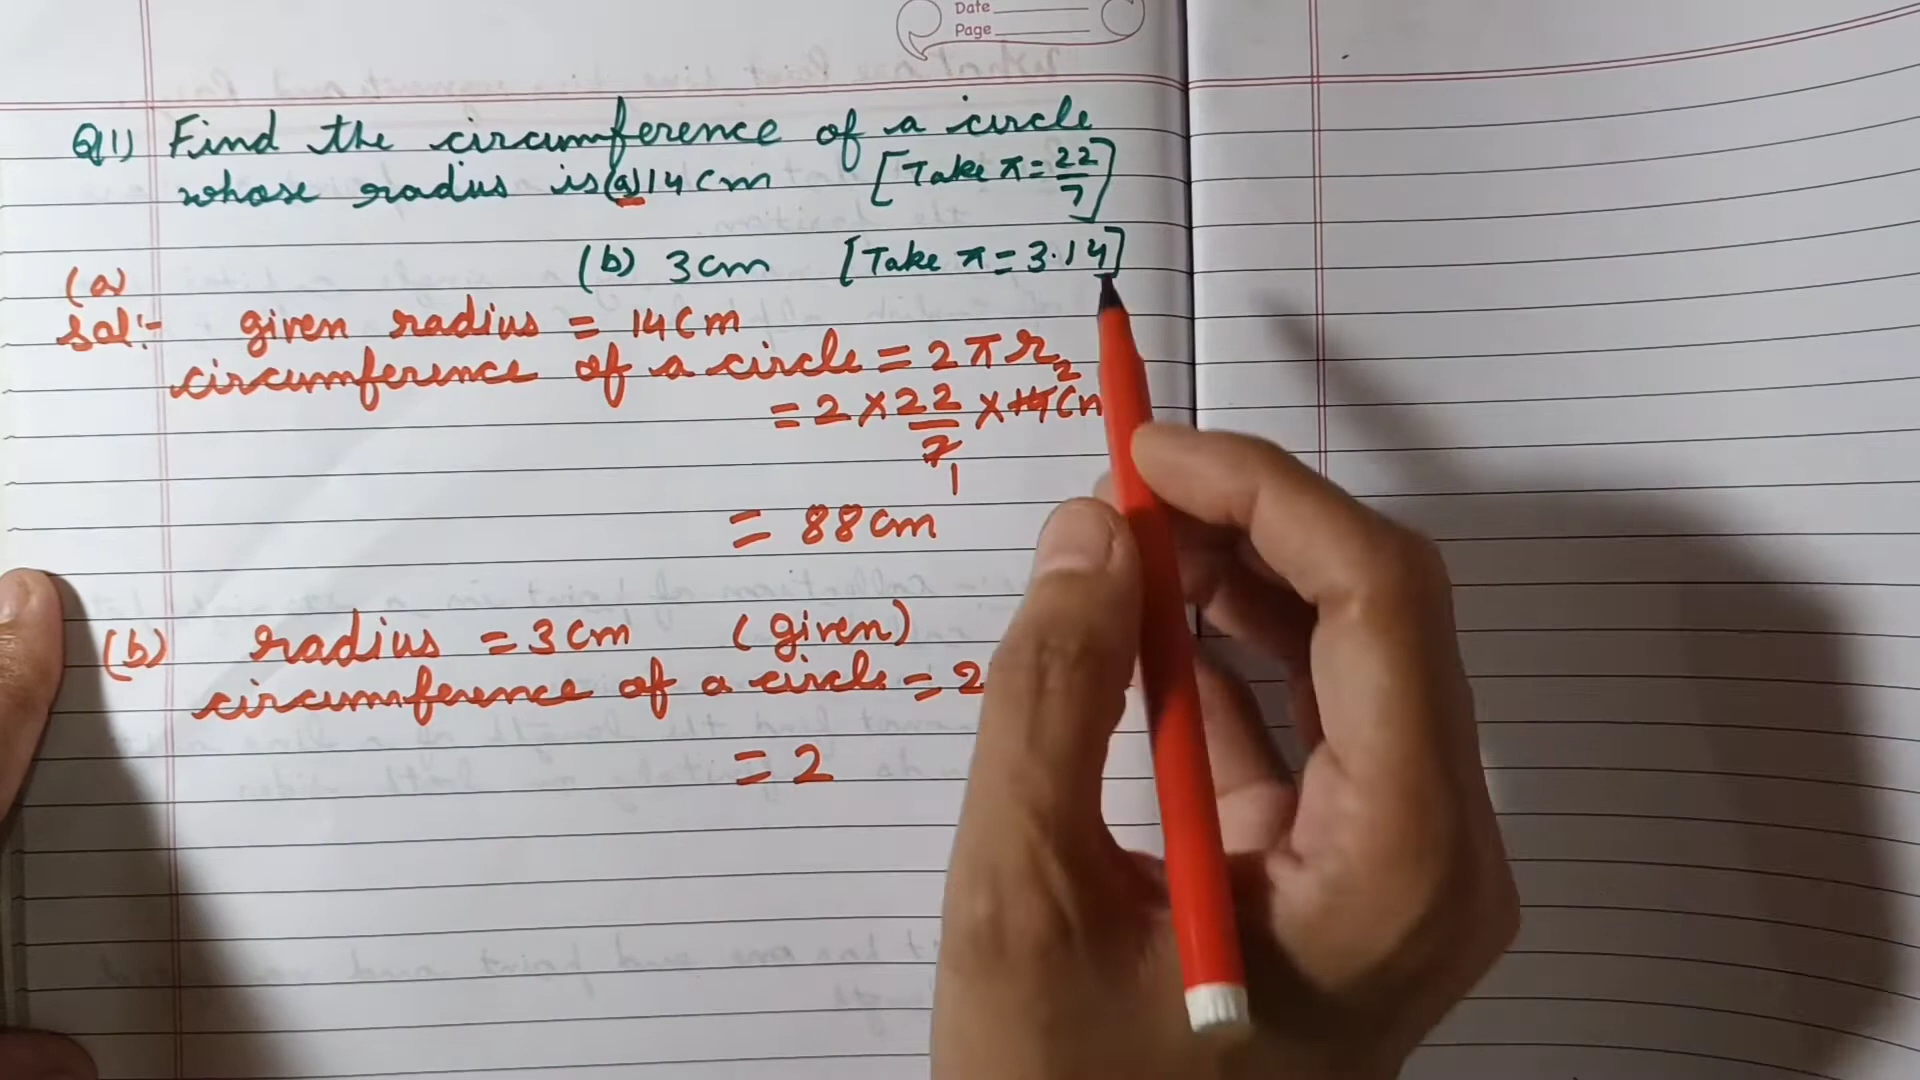 Date
Page
Q1) Find the circumference of a circle
whose radius is (a) 14 cm [Take π = 22/7]
(b) 3 cm [Take π = 3.14]
(a)
Sol:- given radius = 14 cm
circumference of a circle = 2πr
= 2 × 22/7 × 14 cm
2
1
= 88 cm
(b) radius = 3 cm (given)
circumference of a circle = 2
= 2